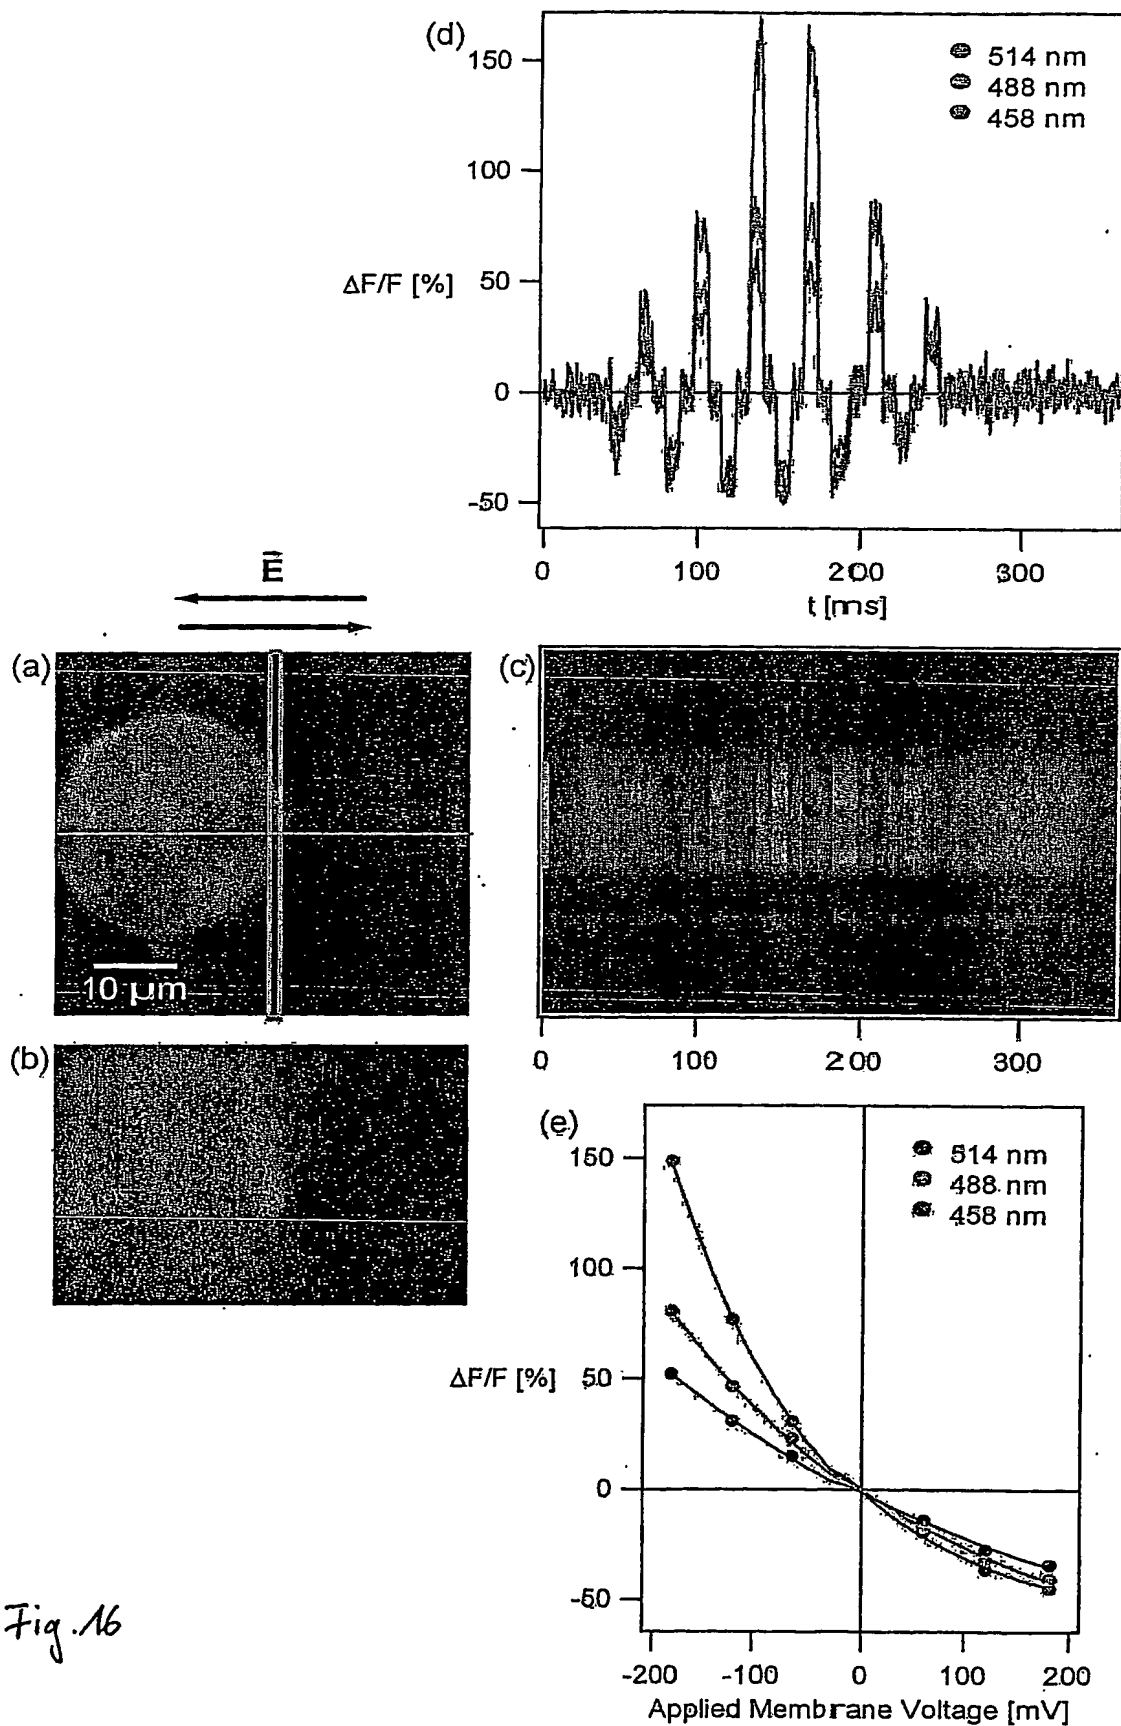 (d)
514 nm
488 nm
458 nm
150
100
50
0
-50
ΔF/F [%]
0 100 200 300
t [ms]
E
(a)
10 µm
(b)
(c)
0 100 200 300
(e)
514 nm
488 nm
458 nm
150
100
50
0
-50
ΔF/F [%]
-200 -100 0 100 200
Applied Membrane Voltage [mV]
Fig. 16